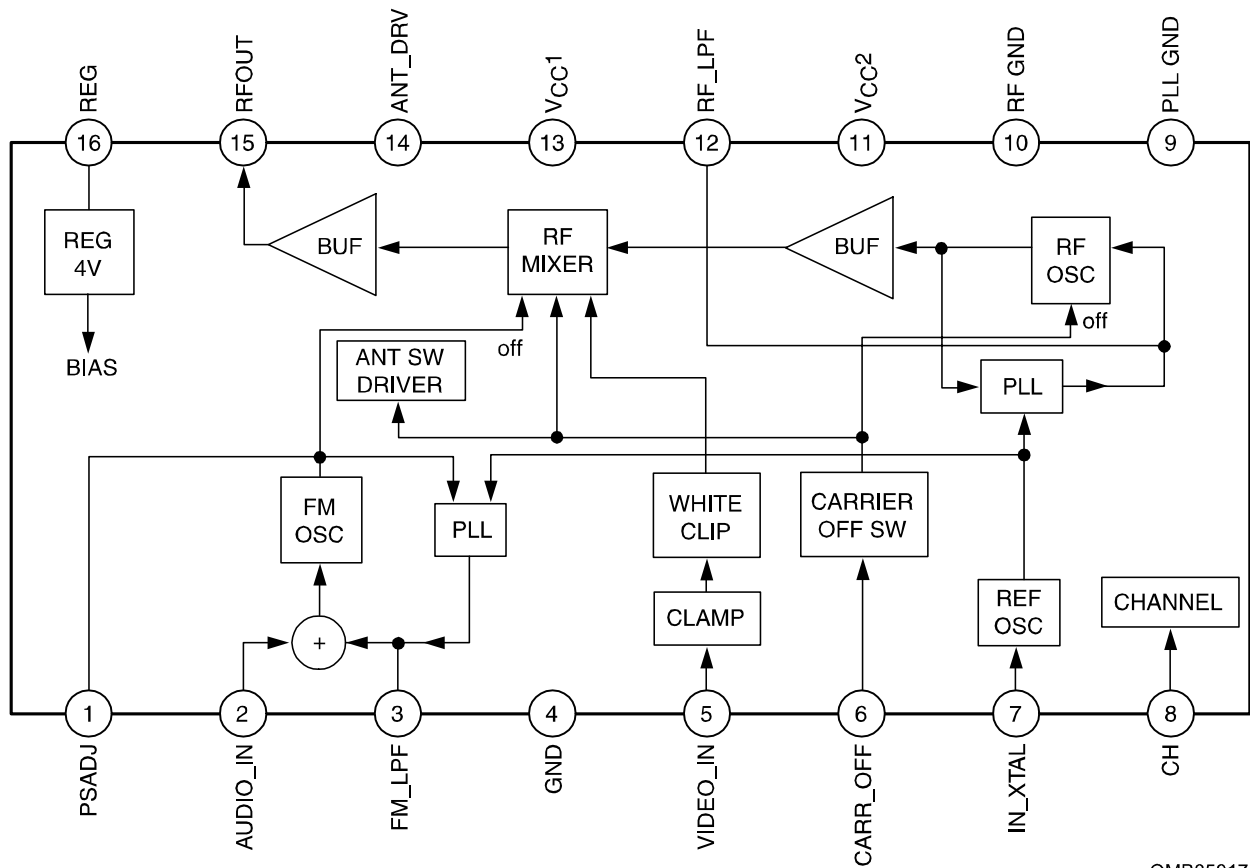 REG
RFOUT
ANT_DRV
VCC1
RF_LPF
VCC2
RF GND
PLL GND
16
15
14
13
12
11
10
9
REG
4V
BUF
RF
MIXER
BUF
RF
OSC
off
off
BIAS
ANT SW
DRIVER
PLL
FM
OSC
PLL
WHITE
CLIP
CARRIER
OFF SW
REF
OSC
CHANNEL
CLAMP
+
1
2
3
4
5
6
7
8
PSADJ
AUDIO_IN
FM_LPF
GND
VIDEO_IN
CARR_OFF
IN_XTAL
CH